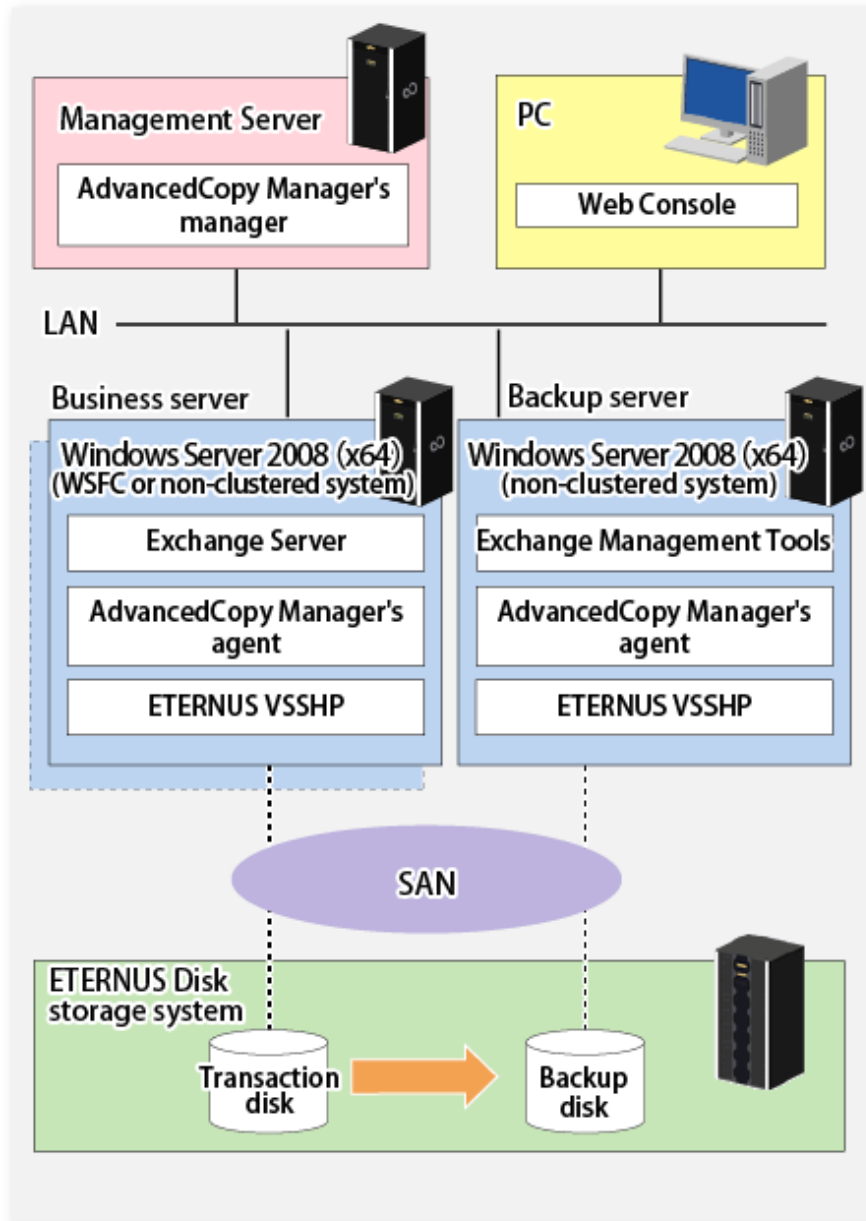 Management Server
AdvancedCopy Manager's
manager
PC
Web Console
LAN
Business server
Windows Server 2008 (x64)
(WSFC or non-clustered system)
Exchange Server
AdvancedCopy Manager's
agent
ETERNUS VSSHP
Backup server
Windows Server 2008 (x64)
(non-clustered system)
Exchange Management Tools
AdvancedCopy Manager's
agent
ETERNUS VSSHP
SAN
ETERNUS Disk
storage system
Transaction
disk
Backup
disk